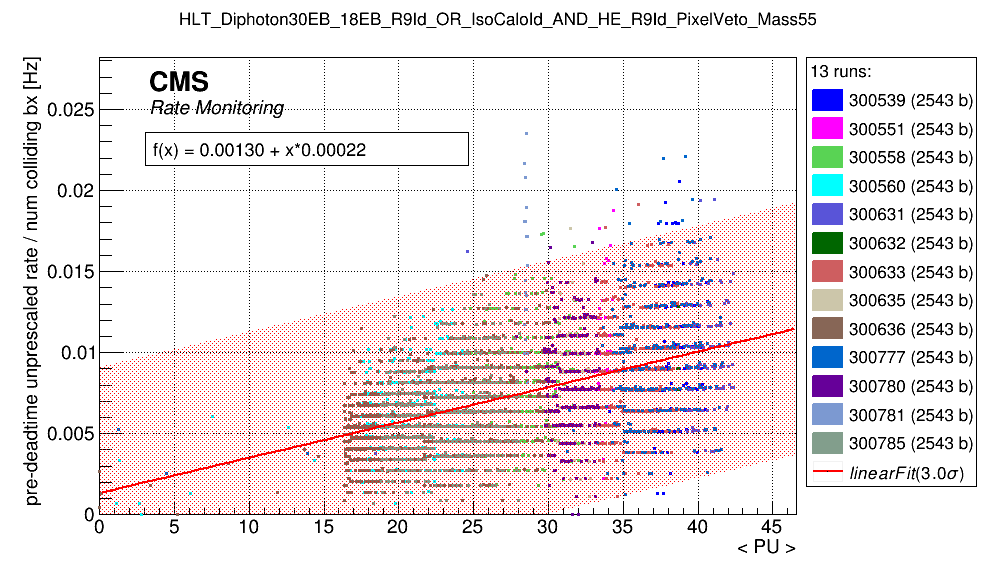 HLT_Diphoton30EB_18EB_R9Id_OR_IsoCaloId_AND_HE_R9Id_PixelVeto_Mass55
pre-deadtime unprescaled rate / num colliding bx [Hz]
CMS
Rate Monitoring
f(x) = 0.00130 + x*0.00022
0.025
0.02
0.015
0.01
0.005
0
0 5 10 15 20 25 30 35 40 45
< PU >
13 runs:
300539 (2543 b)
300551 (2543 b)
300558 (2543 b)
300560 (2543 b)
300631 (2543 b)
300632 (2543 b)
300633 (2543 b)
300635 (2543 b)
300636 (2543 b)
300777 (2543 b)
300780 (2543 b)
300781 (2543 b)
300785 (2543 b)
linearFit(3.0σ)